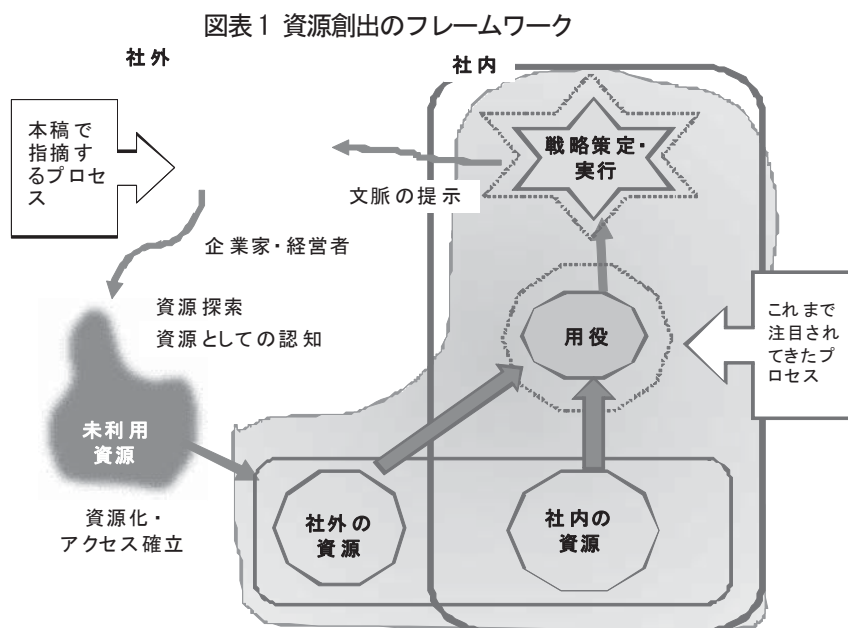 図表1 資源創出のフレームワーク
社外
社内
本稿で
指摘す
るプロセ
ス
戦略策定・
実行
文脈の提示
企業家・経営者
資源探索
資源としての認知
用役
これまで
注目され
てきたプ
ロセス
未利用
資源
資源化・
アクセス確立
社外の
資源
社内の
資源